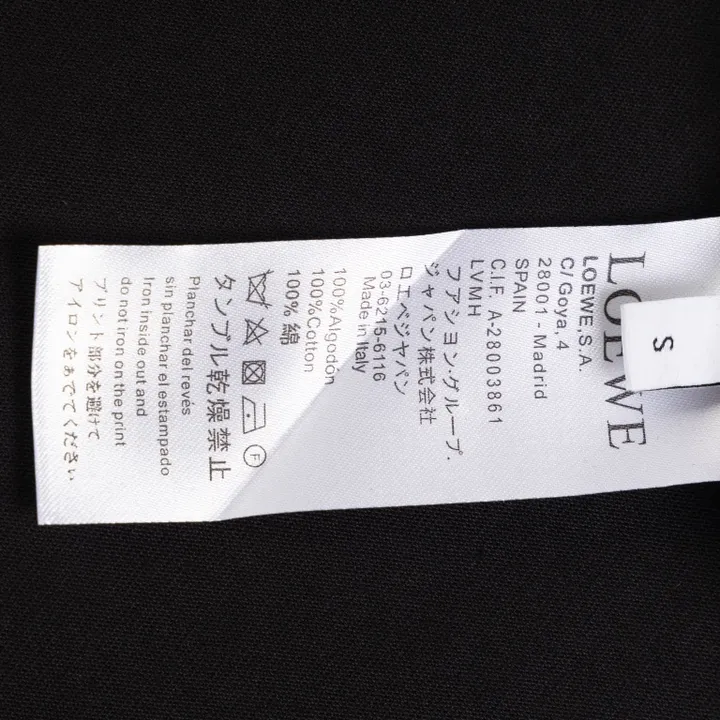 LOEWE
S
LOEWE,S.A.
C/Goya, 4
28001 - Madrid
SPAIN
C.I.F. A-28003861
LVMH
ファション·グループ.
ジャパン株式会社
ロエベジャパン
03-6215-6116
Made in Italy
100%Algodón
100%Cotton
100% 綿
F
タンブル乾燥禁止
Planchar del revés
sin planchar el estampado
Iron inside out and
do not iron on the print
プリント部分を避けて
アイロンをあててください